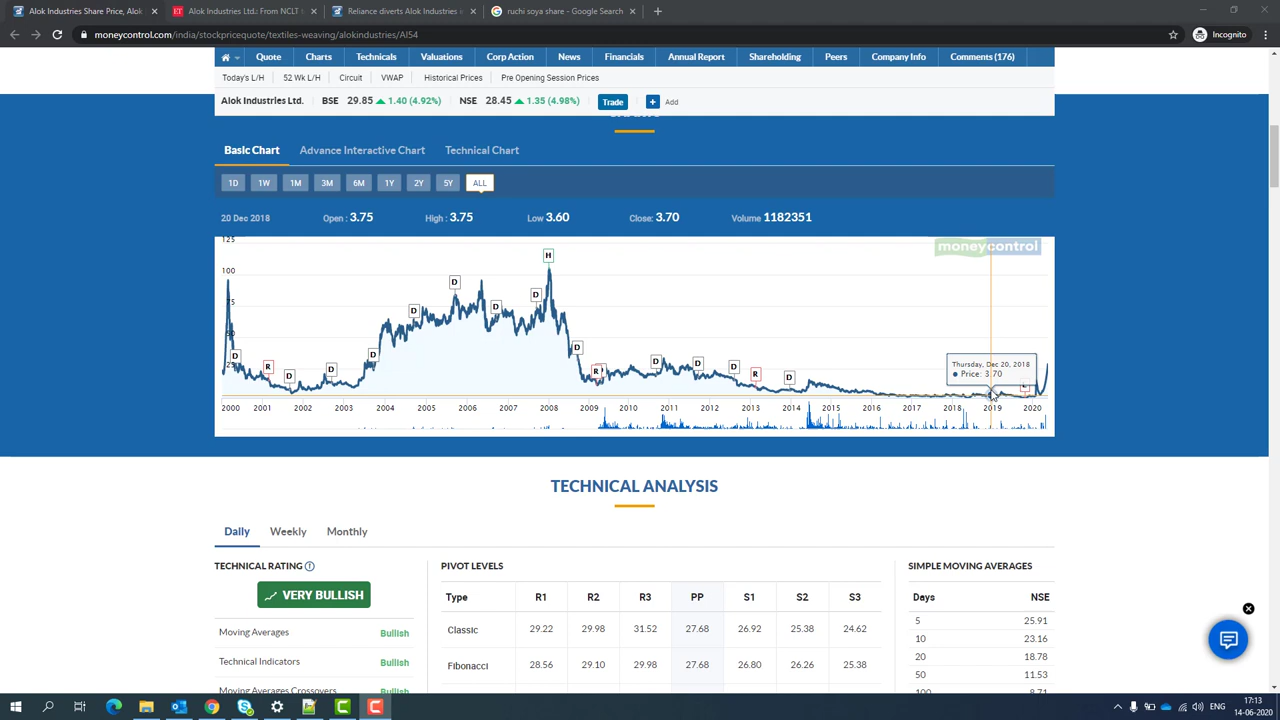 Alok Industries Share Price, Alok
Alok Industries Ltd.: From NCLT t
Reliance diverts Alok Industries i
ruchi soya share - Google Search
moneycontrol.com/india/stockpricequote/textiles-weaving/alokindustries/AI54
Incognito
Quote Charts Technicals Valuations Corp Action News Financials Annual Report Shareholding Peers Company Info Comments (176)
Today's L/H 52 Wk L/H Circuit VWAP Historical Prices Pre Opening Session Prices
Alok Industries Ltd. BSE 29.85 1.40 (4.92%) NSE 28.45 1.35 (4.98%) Trade + Add
Basic Chart Advance Interactive Chart Technical Chart
1D 1W 1M 3M 6M 1Y 2Y 5Y ALL
20 Dec 2018 Open : 3.75 High : 3.75 Low 3.60 Close: 3.70 Volume 1182351
125
moneycontrol
H
100
D
75
D D D
50
D D D D
25
R D D R D R D
Thursday, Dec 20, 2018
Price: 3.70
2000 2001 2002 2003 2004 2005 2006 2007 2008 2009 2010 2011 2012 2013 2014 2015 2016 2017 2018 2019 2020
TECHNICAL ANALYSIS
Daily Weekly Monthly
TECHNICAL RATING
VERY BULLISH
Moving Averages Bullish
Technical Indicators Bullish
Moving Averages Crossovers Bullish
PIVOT LEVELS
Type R1 R2 R3 PP S1 S2 S3
Classic 29.22 29.98 31.52 27.68 26.92 25.38 24.62
Fibonacci 28.56 29.10 29.98 27.68 26.80 26.26 25.38
SIMPLE MOVING AVERAGES
Days NSE
5 25.91
10 23.16
20 18.78
50 11.53
100 8.71
17:13
ENG
14-06-2020